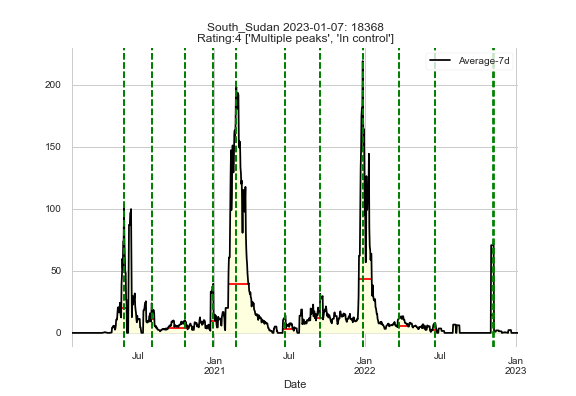 South_Sudan 2023-01-07: 18368
Rating:4 ['Multiple peaks', 'In control']
Average-7d
200
150
100
50
0
Jul
Jan
2021
Jul
Jan
2022
Jul
Jan
2023
Date